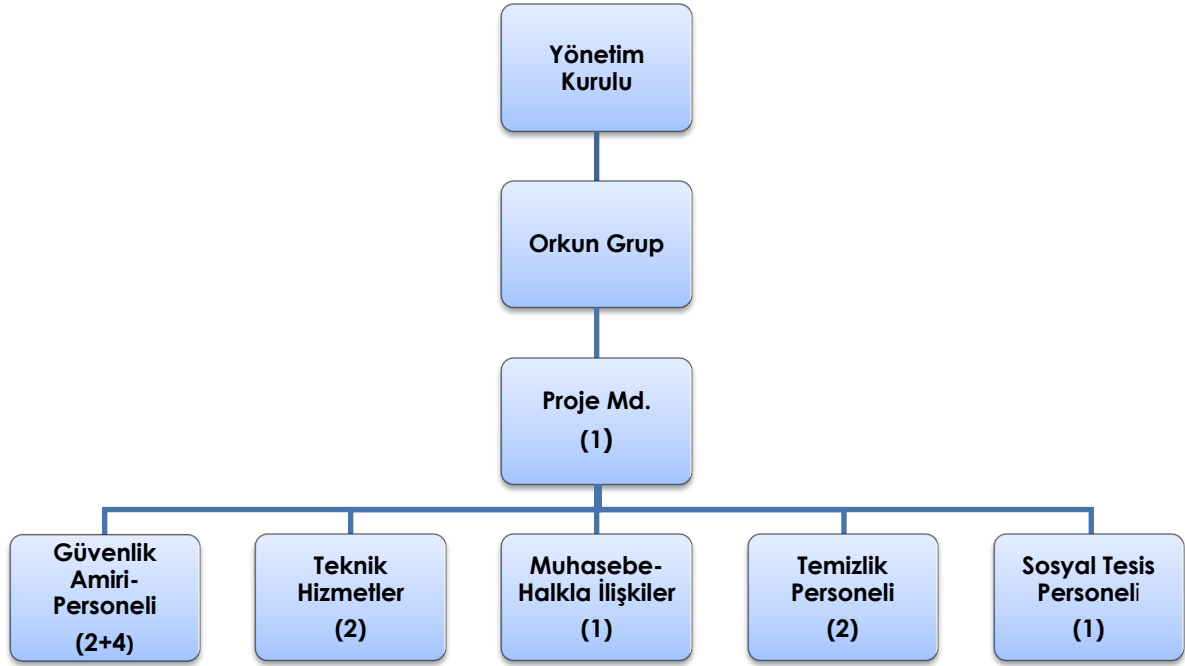 Yönetim
Kurulu
Orkun Grup
Proje Md.
(1)
Güvenlik
Amiri-
Personeli
(2+4)
Teknik
Hizmetler
(2)
Muhasebe-
Halkla İlişkiler
(1)
Temizlik
Personeli
(2)
Sosyal Tesis
Personeli
(1)